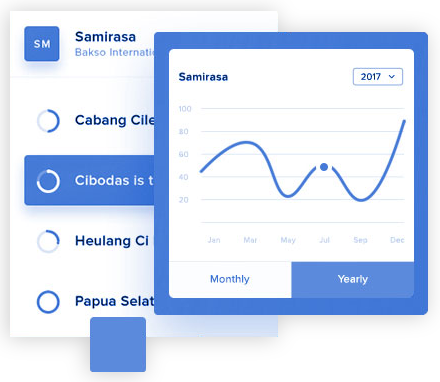 SM
Samirasa
Bakso Internatio
Cabang Cile
Cibodas is t
Heulang Ci
Papua Selat
Samirasa
2017
100
80
60
40
20
Jan Mar May Jul Sep Dec
Monthly Yearly